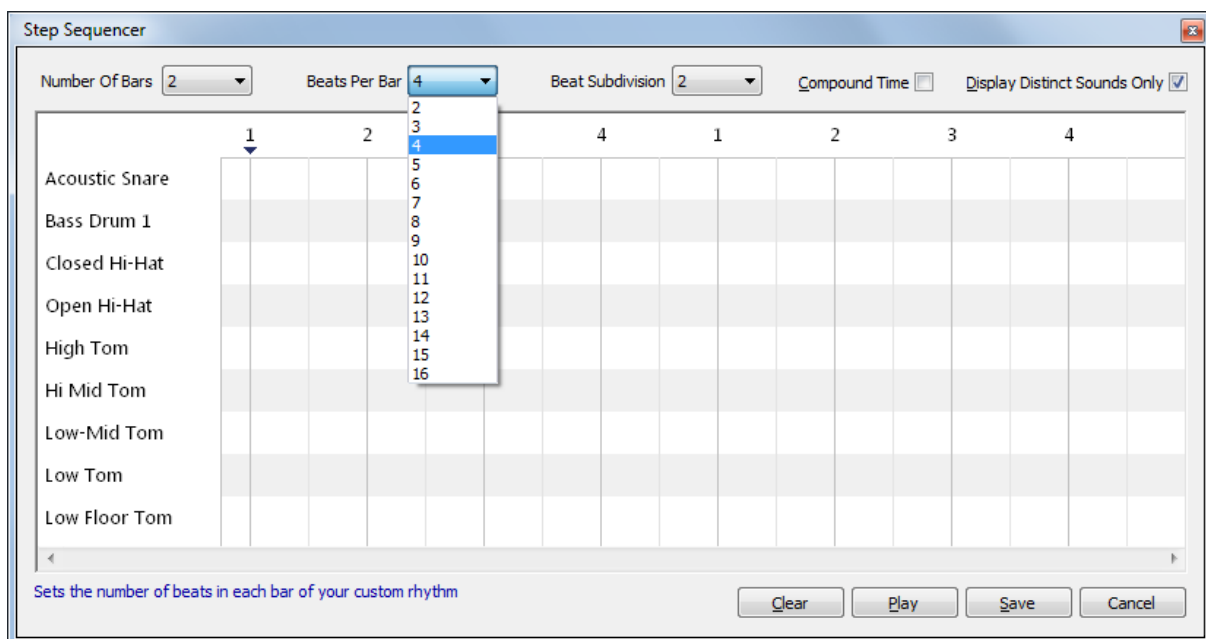 Step Sequencer
Number Of Bars 2 Beats Per Bar 4 Beat Subdivision 2 Compound Time Display Distinct Sounds Only
2
3
4
5
6
7
8
9
10
11
12
13
14
15
16
1 2 4 1 2 3 4
Acoustic Snare
Bass Drum 1
Closed Hi-Hat
Open Hi-Hat
High Tom
Hi Mid Tom
Low-Mid Tom
Low Tom
Low Floor Tom
Sets the number of beats in each bar of your custom rhythm
Clear Play Save Cancel